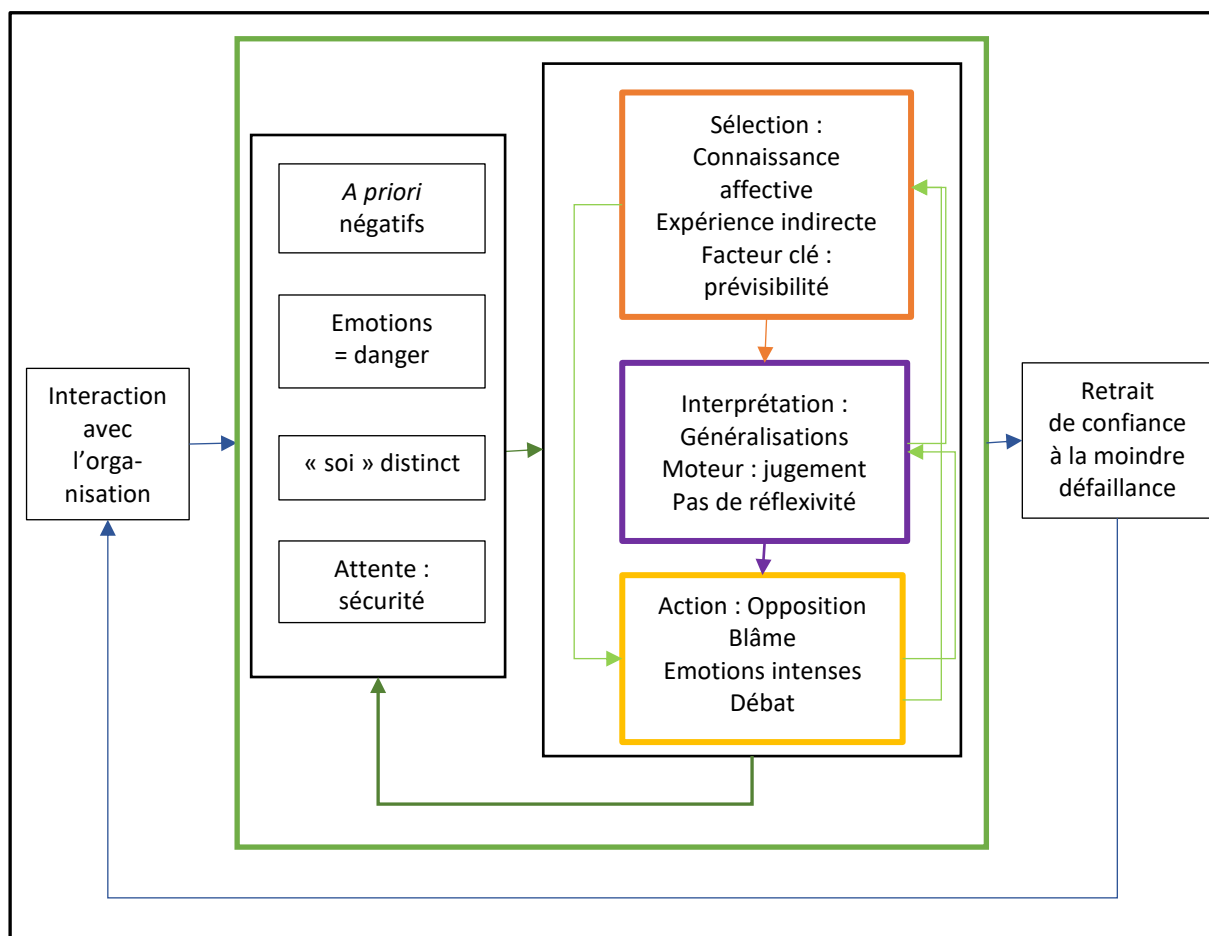 Interaction
avec
l’orga-
nisation
A priori
négatifs
Emotions
= danger
« soi » distinct
Attente :
sécurité
Sélection :
Connaissance
affective
Expérience indirecte
Facteur clé :
prévisibilité
Interprétation :
Généralisations
Moteur : jugement
Pas de réflexivité
Action : Opposition
Blâme
Emotions intenses
Débat
Retrait
de confiance
à la moindre
défaillance